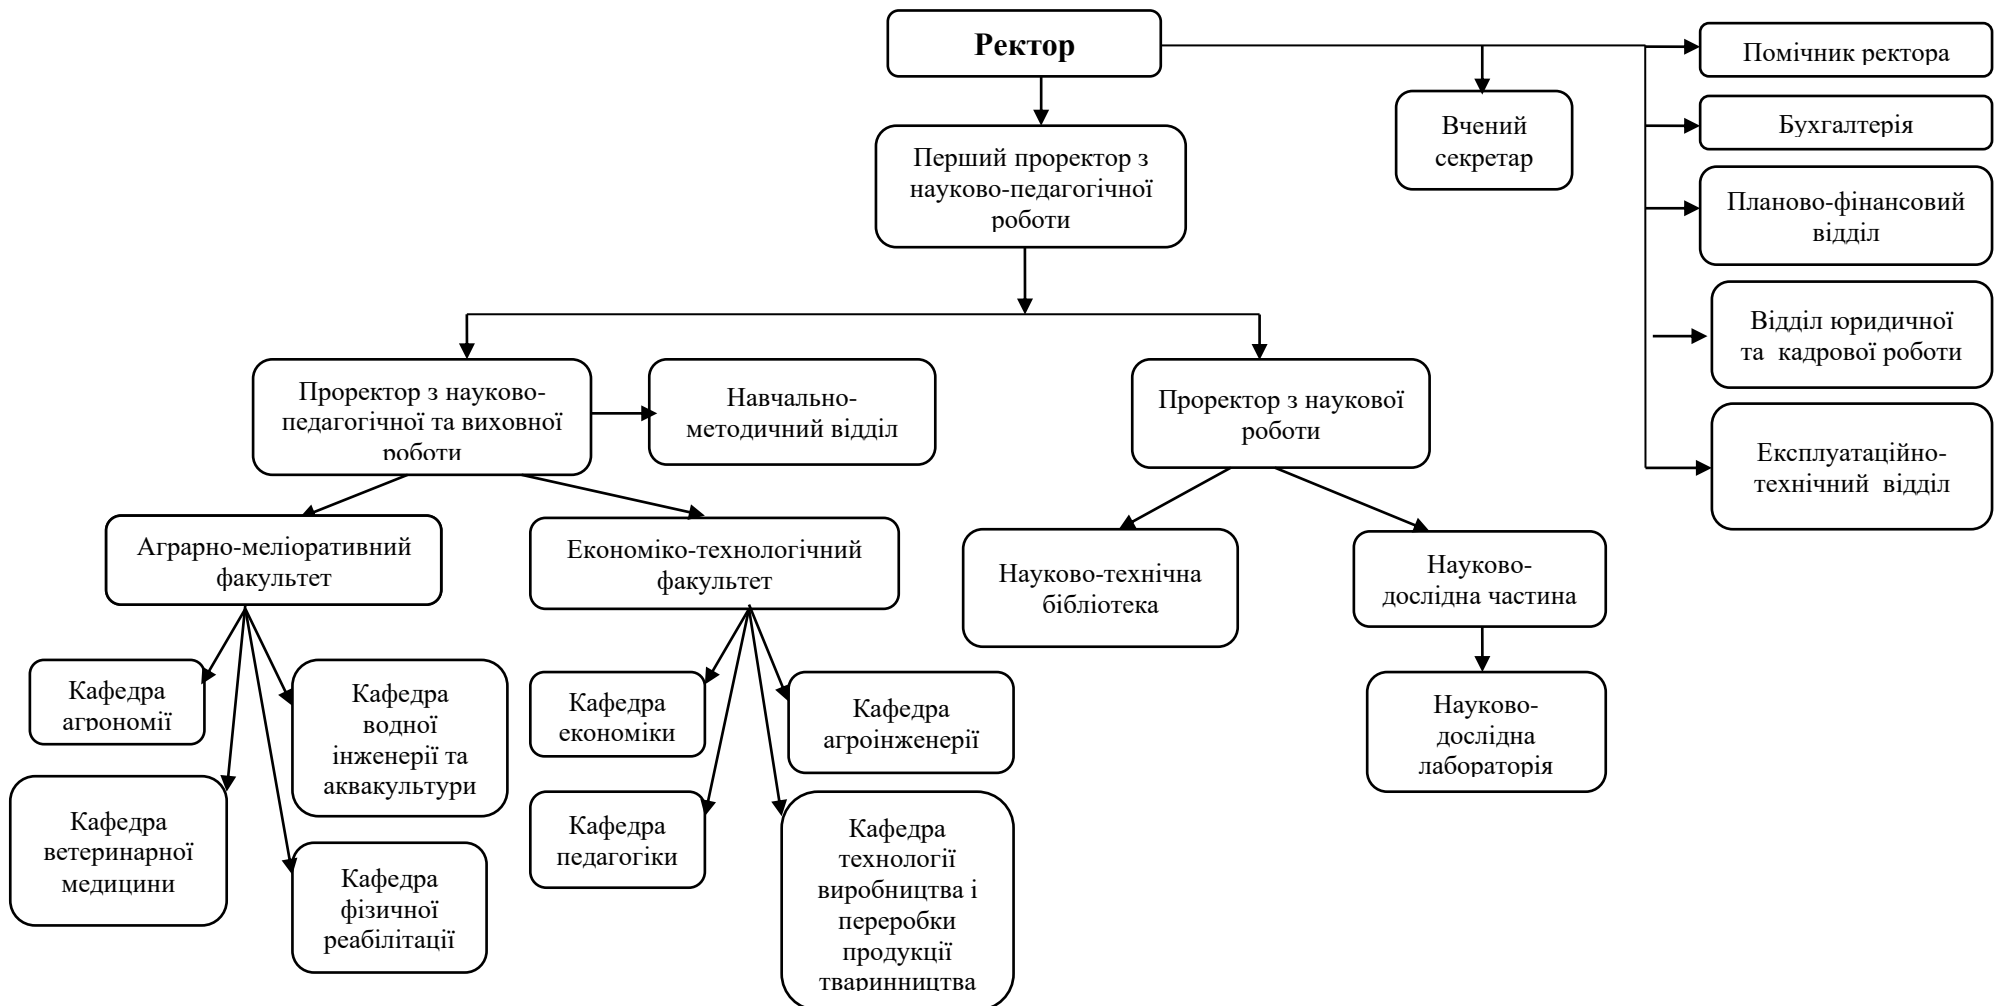 Ректор
Помічник ректора
Вчений
секретар
Бухгалтерія
Перший проректор з
науково-педагогічної
роботи
Планово-фінансовий
відділ
Відділ юридичної
та кадрової роботи
Проректор з науково-
педагогічної та виховної
роботи
Навчально-
методичний відділ
Проректор з наукової
роботи
Експлуатаційно-
технічний відділ
Аграрно-меліоративний
факультет
Економіко-технологічний
факультет
Науково-технічна
бібліотека
Науково-
дослідна частина
Кафедра
агрономії
Кафедра
водної
інженерії та
аквакультури
Кафедра
економіки
Кафедра
агроінженерії
Науково-
дослідна
лабораторія
Кафедра
ветеринарної
медицини
Кафедра
фізичної
реабілітації
Кафедра
педагогіки
Кафедра
технології
виробництва і
переробки
продукції
тваринництва